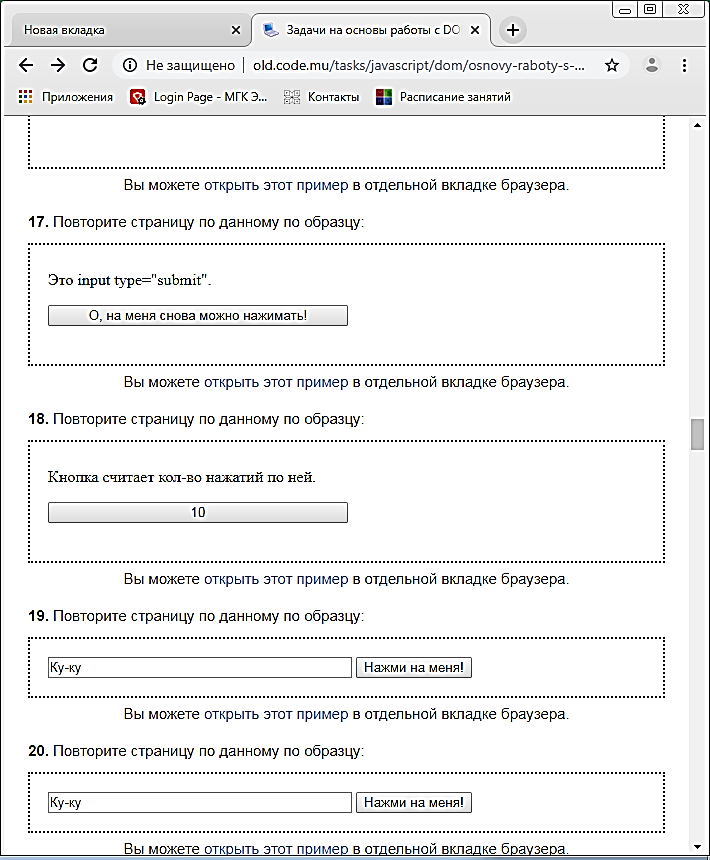 Новая вкладка
Задачи на основы работы с DO
Не защищено | old.code.mu/tasks/javascript/dom/osnovy-raboty-s-...
Приложения Login Page - МГК Э... Контакты Расписание занятий
Вы можете открыть этот пример в отдельной вкладке браузера.
17. Повторите страницу по данному по образцу:
Это input type="submit".
О, на меня снова можно нажимать!
Вы можете открыть этот пример в отдельной вкладке браузера.
18. Повторите страницу по данному по образцу:
Кнопка считает кол-во нажатий по ней.
10
Вы можете открыть этот пример в отдельной вкладке браузера.
19. Повторите страницу по данному по образцу:
Ку-ку Нажми на меня!
Вы можете открыть этот пример в отдельной вкладке браузера.
20. Повторите страницу по данному по образцу:
Ку-ку Нажми на меня!
Вы можете открыть этот пример в отдельной вкладке браузера.